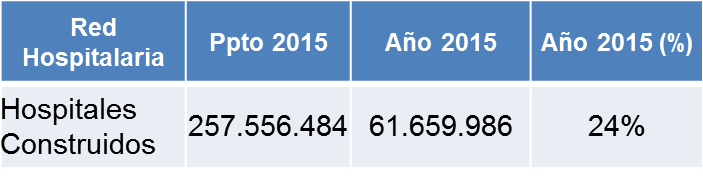 Red Hospitalaria Ppto 2015 Año 2015 Año 2015 (%)
Hospitales Construidos 257.556.484 61.659.986 24%